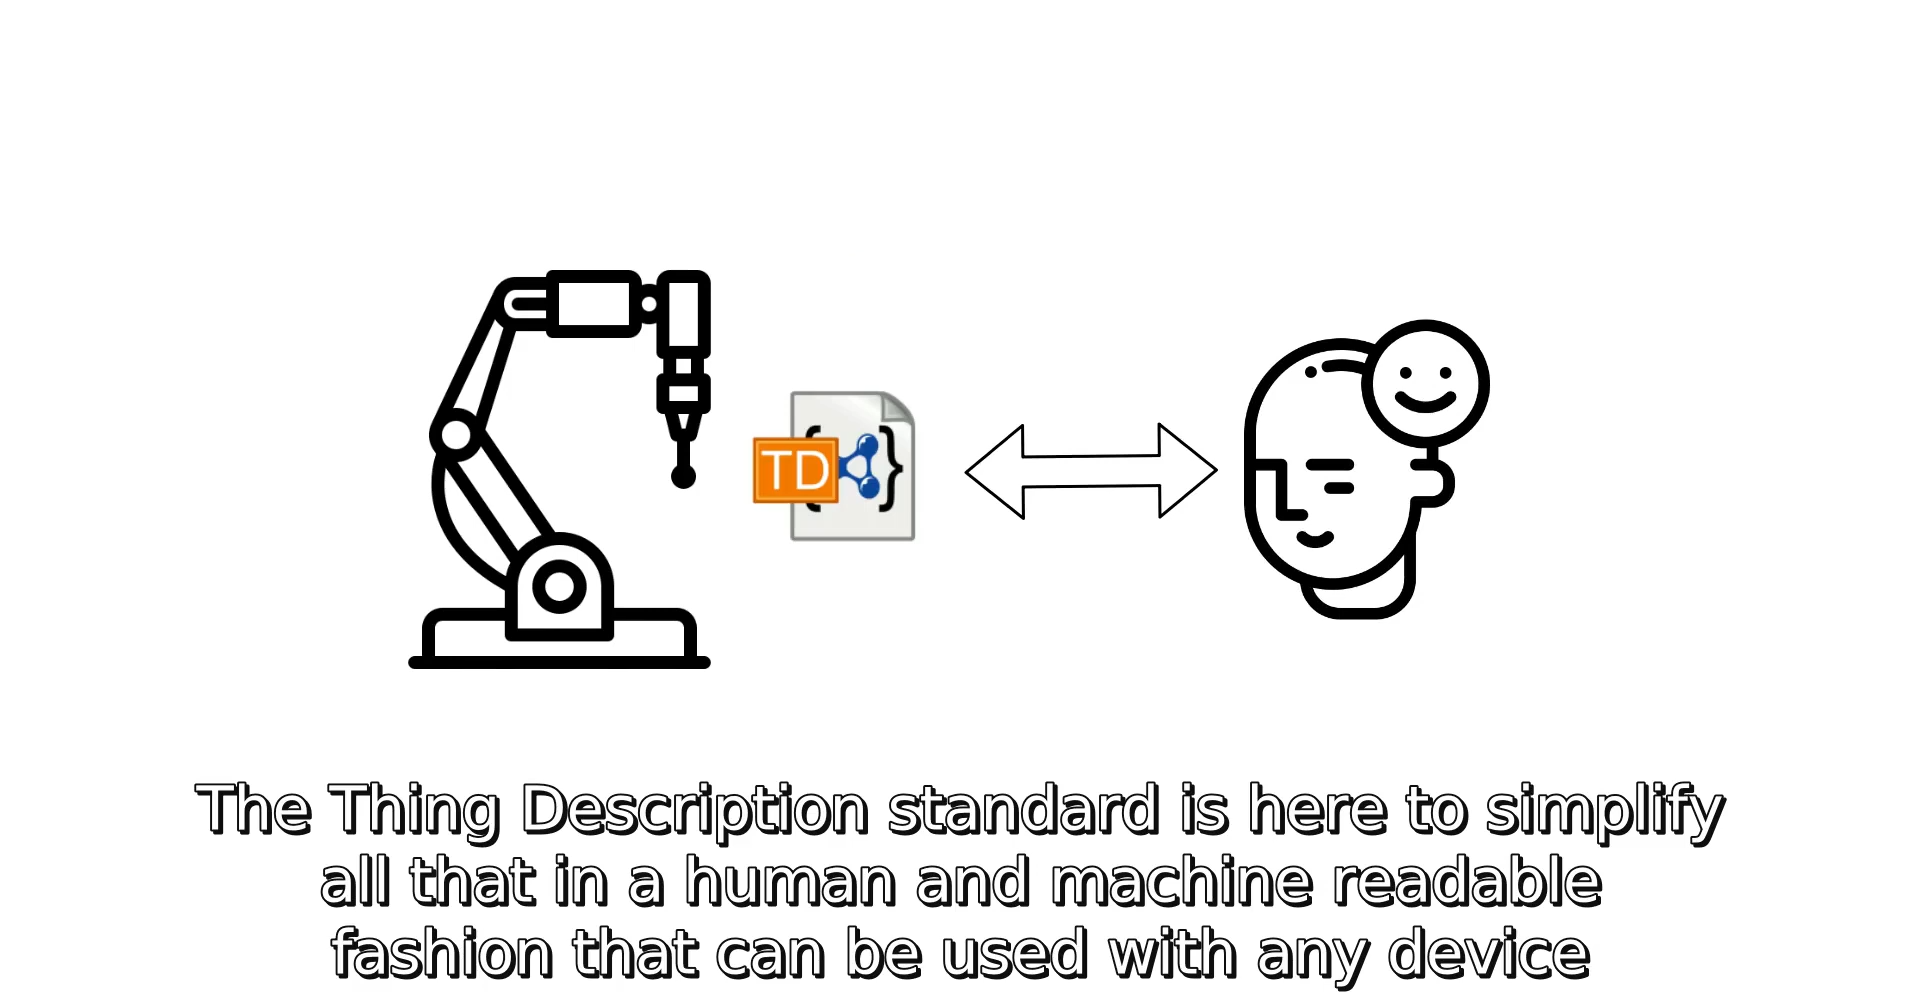 TD
The Thing Description standard is here to simplify
all that in a human and machine readable
fashion that can be used with any device